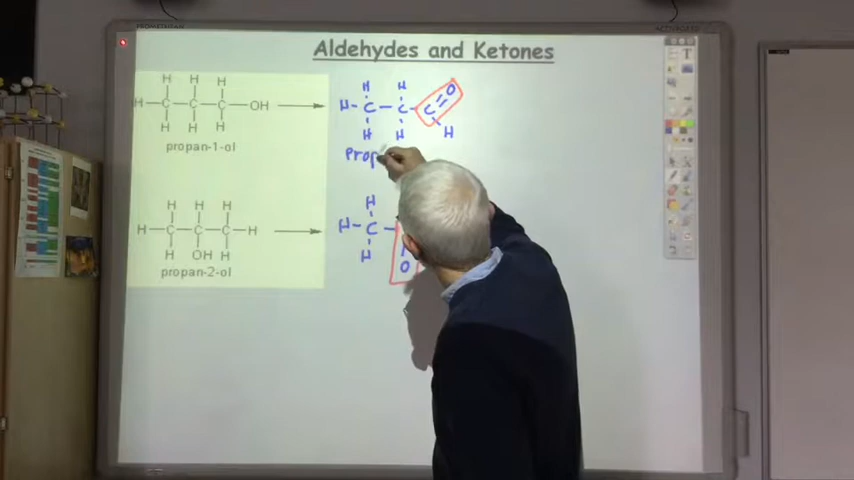 Aldehydes and Ketones
H H H
H-C-C-C-OH
H H H
propan-1-ol
H H
H-C-C-C=O
H H H
Prop
H H H
H-C-C-C-H
H OH H
propan-2-ol
H
H-C-
H O